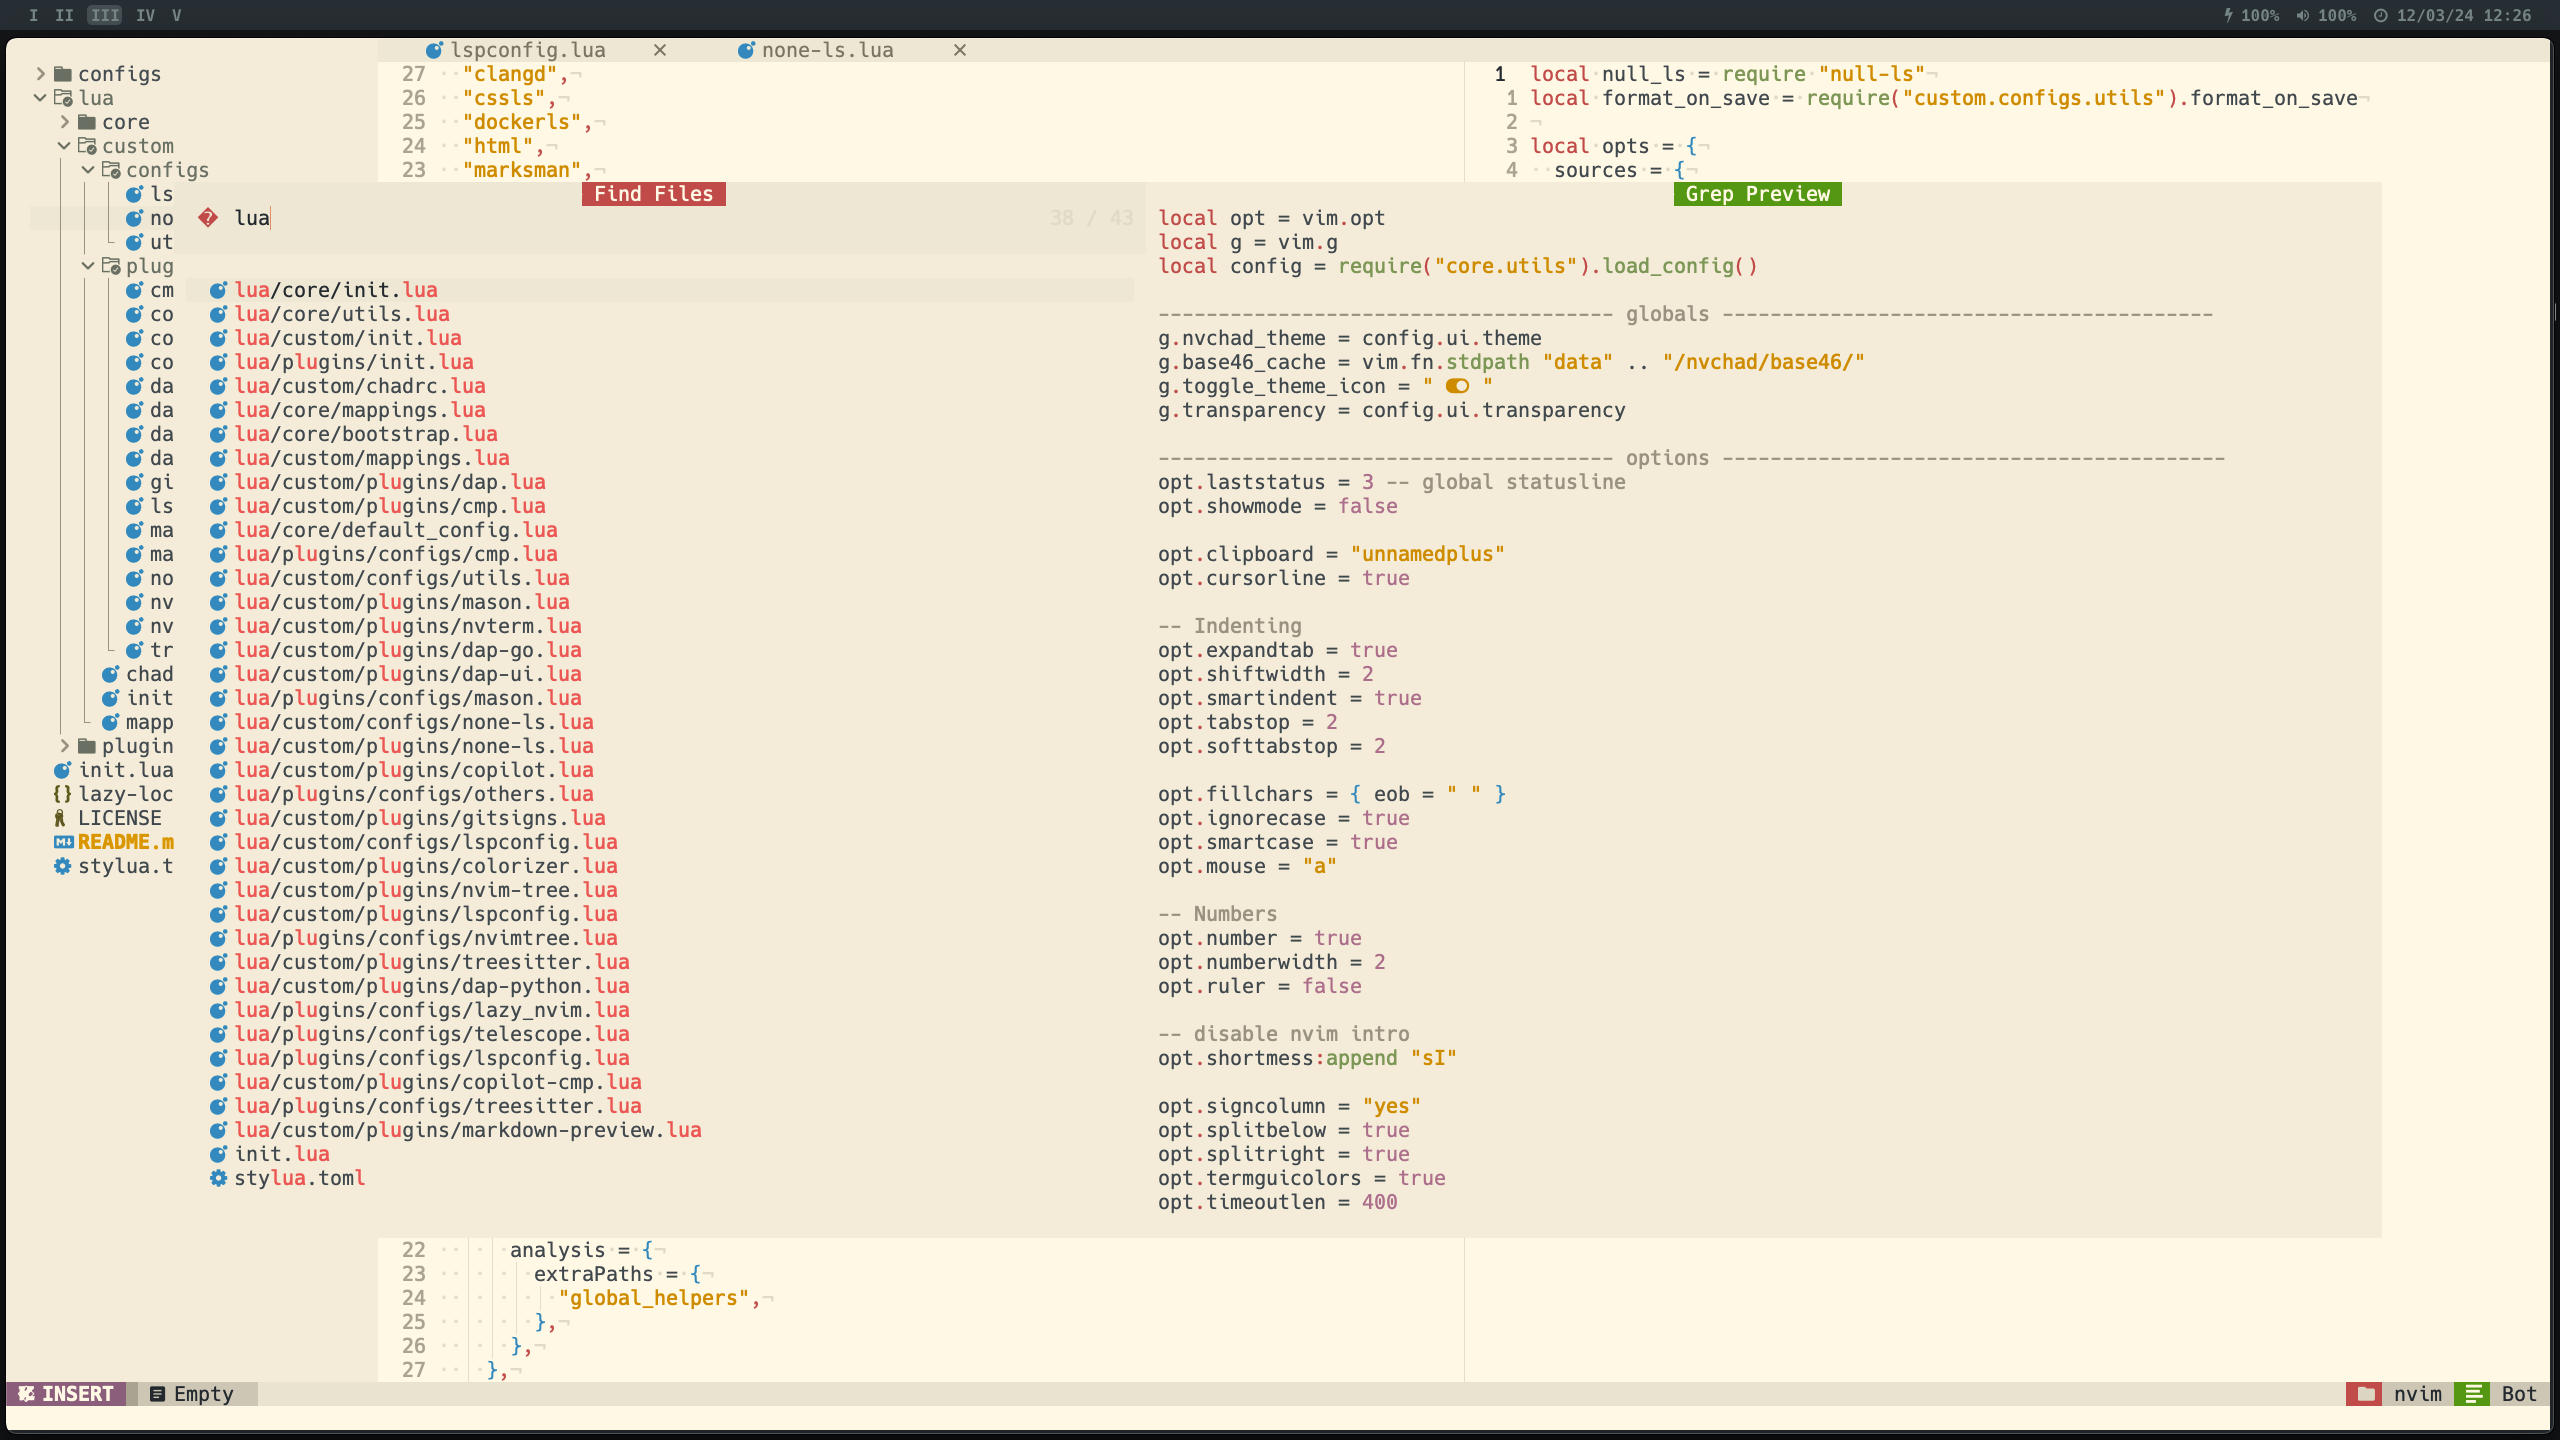 I II III IV V
100% 100% 12/03/24 12:26
configs
lua
core
custom
configs
ls
no
ut
plug
cm
co
co
co
da
da
da
da
gi
ls
ma
ma
no
nv
nv
tr
chad
init
mapp
plugin
init.lua
{} lazy-loc
LICENSE
README.m
stylua.t
lspconfig.lua × none-ls.lua ×
27 "clangd",¬
26 "cssls",¬
25 "dockerls",¬
24 "html",¬
23 "marksman",¬
1 local null_ls = require "null-ls"¬
1 local format_on_save = require("custom.configs.utils").format_on_save¬
2 ¬
3 local opts = {¬
4 sources = {¬
Find Files
lua 38 / 43
lua/core/init.lua
lua/core/utils.lua
lua/custom/init.lua
lua/plugins/init.lua
lua/custom/chadrc.lua
lua/core/mappings.lua
lua/core/bootstrap.lua
lua/custom/mappings.lua
lua/custom/plugins/dap.lua
lua/custom/plugins/cmp.lua
lua/core/default_config.lua
lua/plugins/configs/cmp.lua
lua/custom/configs/utils.lua
lua/custom/plugins/mason.lua
lua/custom/plugins/nvterm.lua
lua/custom/plugins/dap-go.lua
lua/custom/plugins/dap-ui.lua
lua/plugins/configs/mason.lua
lua/custom/configs/none-ls.lua
lua/custom/plugins/none-ls.lua
lua/custom/plugins/copilot.lua
lua/plugins/configs/others.lua
lua/custom/plugins/gitsigns.lua
lua/custom/configs/lspconfig.lua
lua/custom/plugins/colorizer.lua
lua/custom/plugins/nvim-tree.lua
lua/custom/plugins/lspconfig.lua
lua/plugins/configs/nvimtree.lua
lua/custom/plugins/treesitter.lua
lua/custom/plugins/dap-python.lua
lua/plugins/configs/lazy_nvim.lua
lua/plugins/configs/telescope.lua
lua/plugins/configs/lspconfig.lua
lua/custom/plugins/copilot-cmp.lua
lua/plugins/configs/treesitter.lua
lua/custom/plugins/markdown-preview.lua
init.lua
stylua.toml
Grep Preview
local opt = vim.opt
local g = vim.g
local config = require("core.utils").load_config()
-------------------------------------- globals -----------------------------------------
g.nvchad_theme = config.ui.theme
g.base46_cache = vim.fn.stdpath "data" .. "/nvchad/base46/"
g.toggle_theme_icon = " "
g.transparency = config.ui.transparency
-------------------------------------- options ------------------------------------------
opt.laststatus = 3 -- global statusline
opt.showmode = false
opt.clipboard = "unnamedplus"
opt.cursorline = true
-- Indenting
opt.expandtab = true
opt.shiftwidth = 2
opt.smartindent = true
opt.tabstop = 2
opt.softtabstop = 2
opt.fillchars = { eob = " " }
opt.ignorecase = true
opt.smartcase = true
opt.mouse = "a"
-- Numbers
opt.number = true
opt.numberwidth = 2
opt.ruler = false
-- disable nvim intro
opt.shortmess:append "sI"
opt.signcolumn = "yes"
opt.splitbelow = true
opt.splitright = true
opt.termguicolors = true
opt.timeoutlen = 400
22 analysis = {¬
23 extraPaths = {¬
24 "global_helpers",¬
25 },¬
26 },¬
27 },¬
INSERT Empty nvim Bot